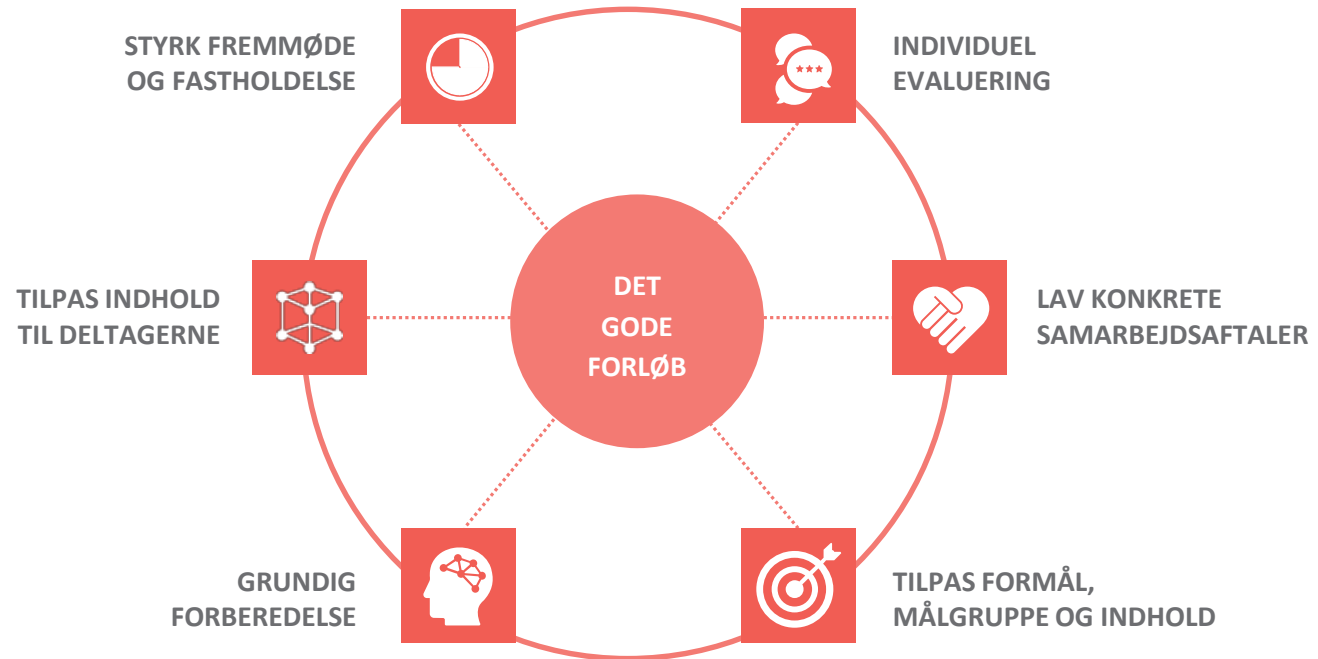 STYRK FREMMØDE
OG FASTHOLDELSE
INDIVIDUEL
EVALUERING
TILPAS INDHOLD
TIL DELTAGERNE
DET
GODE
FORLØB
LAV KONKRETE
SAMARBEJDSAFTALER
GRUNDIG
FORBEREDELSE
TILPAS FORMÅL,
MÅLGRUPPE OG INDHOLD